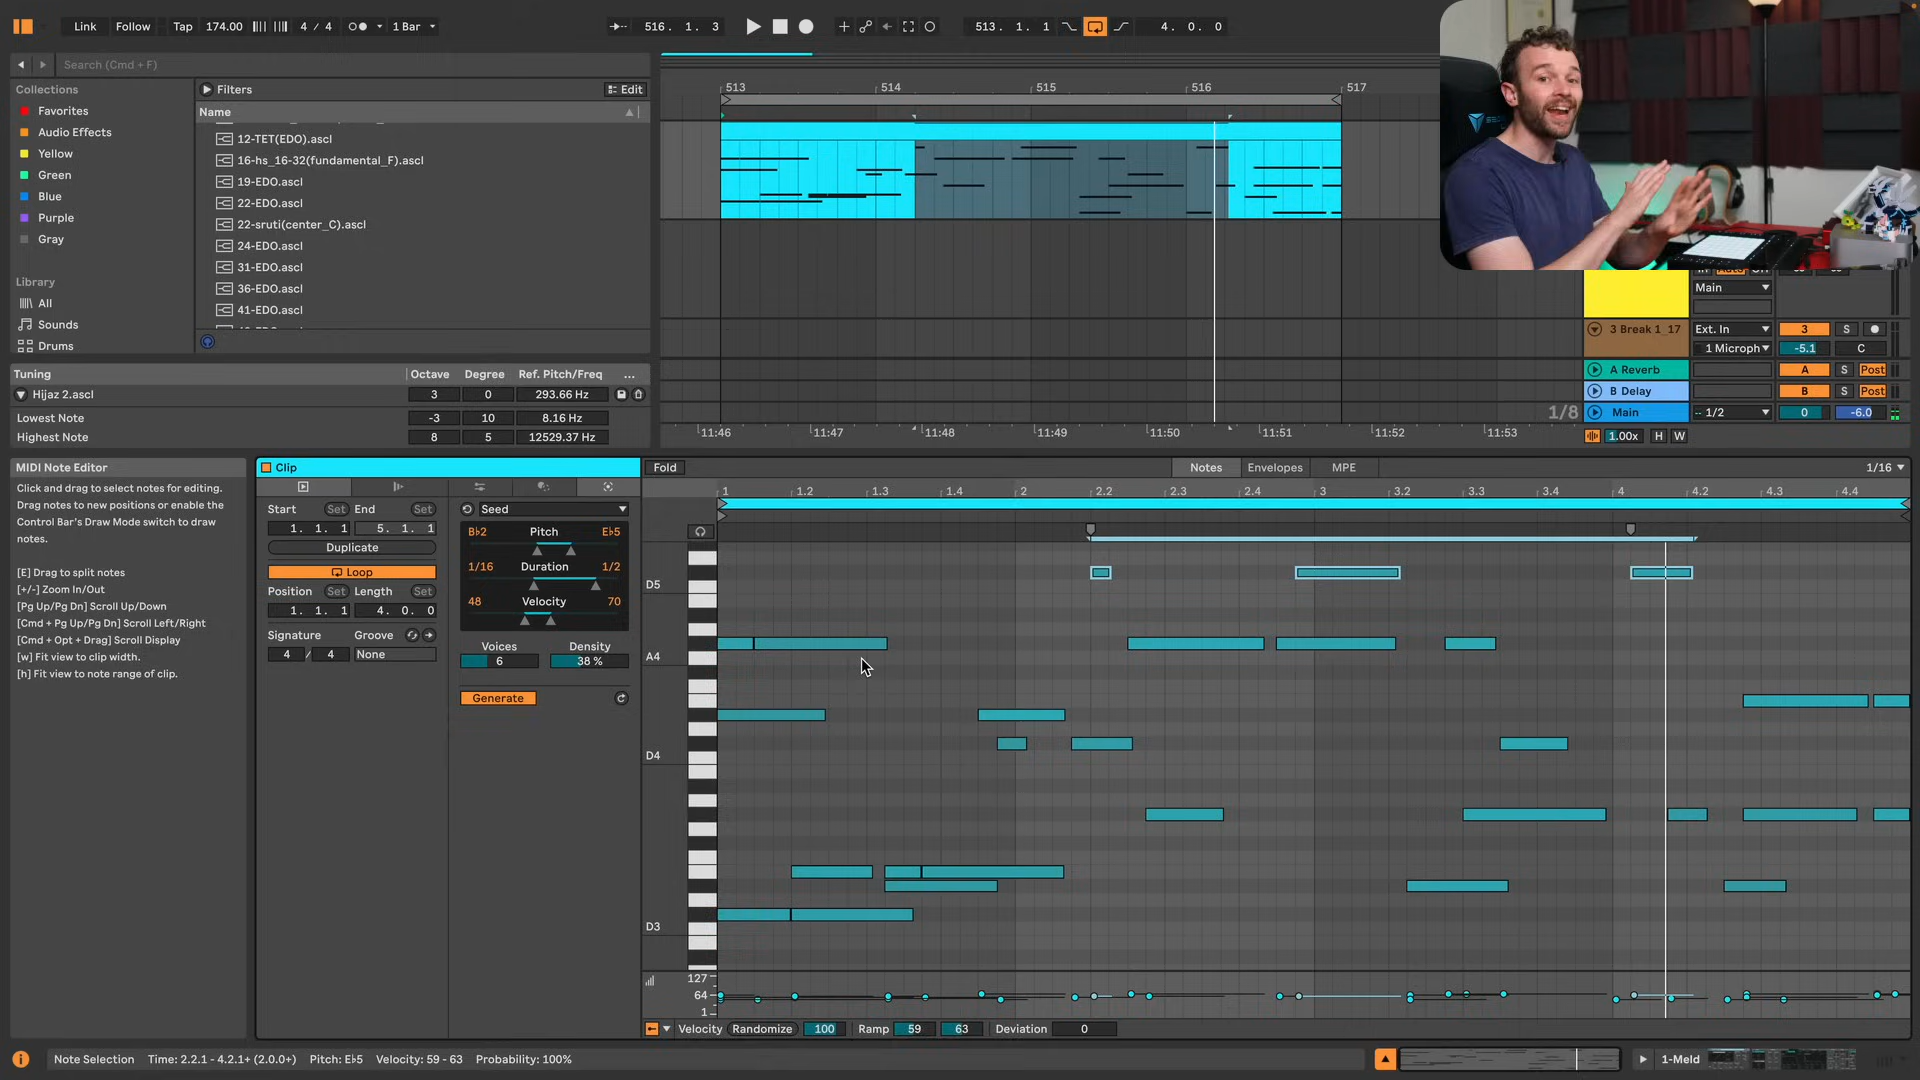 Link Follow Tap 174.00 4 / 4 1 Bar 516. 1. 3 513. 1. 1 4. 0. 0
Search (Cmd + F)
Collections
Favorites
Audio Effects
Yellow
Green
Blue
Purple
Gray
Library
All
Sounds
Drums
Filters Edit
Name
12-TET(EDO).ascl
16-hs_16-32(fundamental_F).ascl
19-EDO.ascl
22-EDO.ascl
22-sruti(center_C).ascl
24-EDO.ascl
31-EDO.ascl
36-EDO.ascl
41-EDO.ascl
Tuning Octave Degree Ref. Pitch/Freq ...
Hijaz 2.ascl 3 0 293.66 Hz
Lowest Note -3 10 8.16 Hz
Highest Note 8 5 12529.37 Hz
513 514 515 516 517
Main
3 Break 1_17 Ext. In 3 S
1 Microph -5.1 C
A Reverb A S Post
B Delay B S Post
1/8 Main 1/2 0 -6.0
11:46 11:47 11:48 11:49 11:50 11:51 11:52 11:53
1.00x H W
MIDI Note Editor
Click and drag to select notes for editing.
Drag notes to new positions or enable the
Control Bar's Draw Mode switch to draw
notes.
[E] Drag to split notes
[+/-] Zoom In/Out
[Pg Up/Pg Dn] Scroll Up/Down
[Cmd + Pg Up/Pg Dn] Scroll Left/Right
[Cmd + Opt + Drag] Scroll Display
[w] Fit view to clip width.
[h] Fit view to note range of clip.
Clip
Start Set End Set
1. 1. 1 5. 1. 1
Duplicate
Loop
Position Set Length Set
1. 1. 1 4. 0. 0
Signature Groove
4 / 4 None
Seed
B♭2 Pitch E♭5
1/16 Duration 1/2
48 Velocity 70
Voices Density
6 38 %
Generate
Fold Notes Envelopes MPE 1/16
1 1.2 1.3 1.4 2 2.2 2.3 2.4 3 3.2 3.3 3.4 4 4.2 4.3 4.4
D5
A4
D4
D3
127
64
1
Velocity Randomize 100 Ramp 59 63 Deviation 0
Note Selection Time: 2.2.1 - 4.2.1+ (2.0.0+) Pitch: E♭5 Velocity: 59 - 63 Probability: 100%
1-Meld